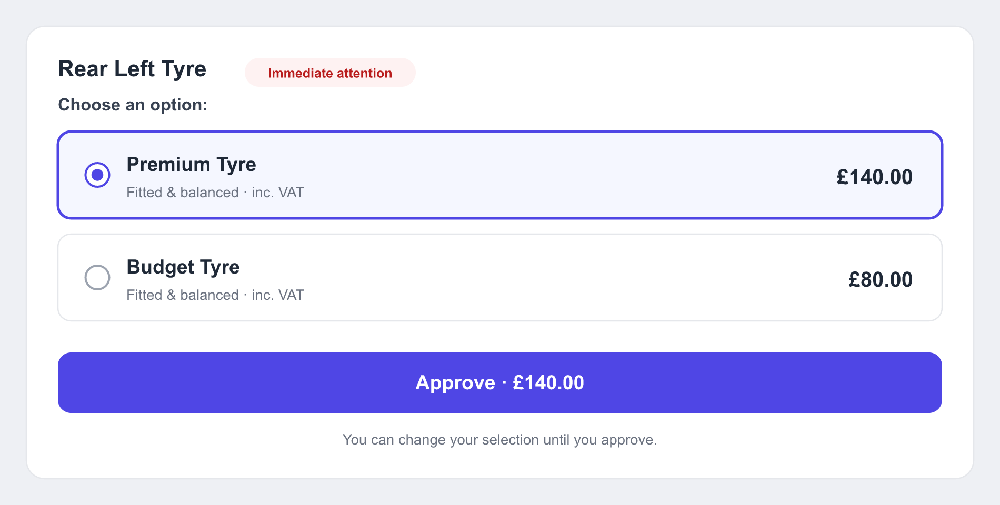 Rear Left Tyre
Immediate attention
Choose an option:
Premium Tyre
Fitted & balanced · inc. VAT
£140.00
Budget Tyre
Fitted & balanced · inc. VAT
£80.00
Approve · £140.00
You can change your selection until you approve.